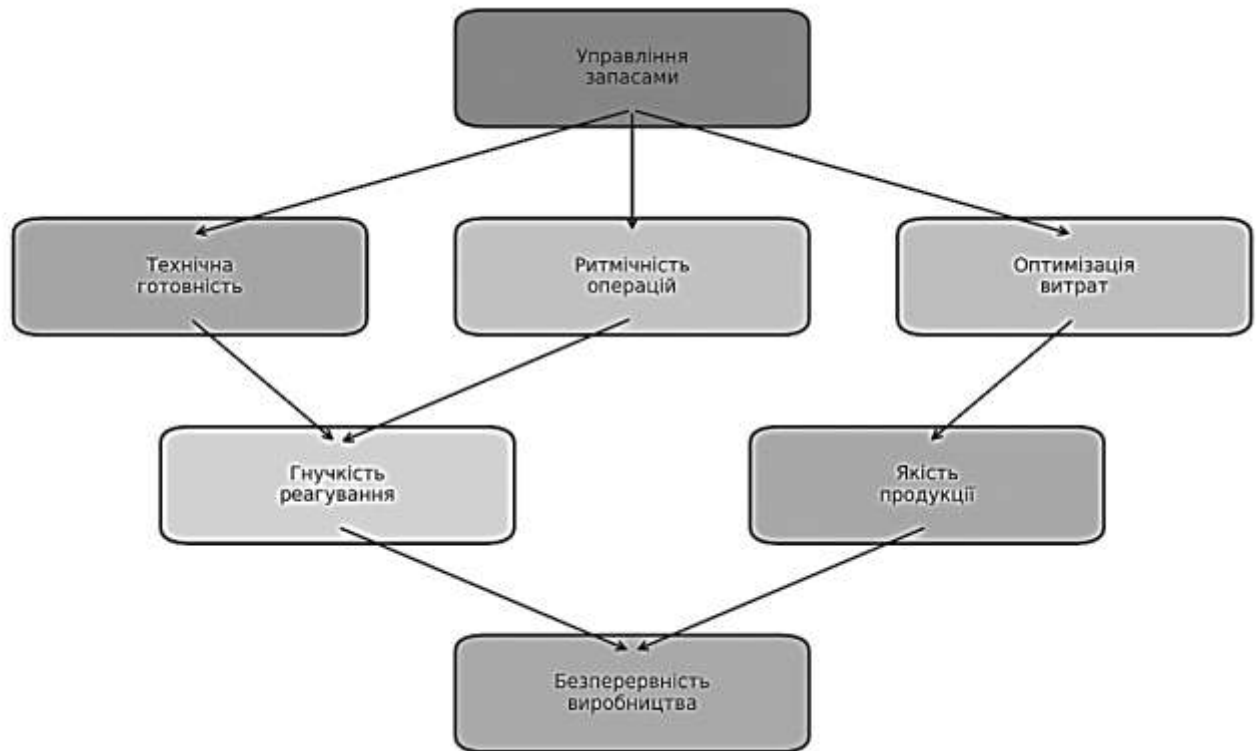 Управління
запасами
Технічна
готовність
Ритмічність
операцій
Оптимізація
витрат
Гнучкість
реагування
Якість
продукції
Безперервність
виробництва